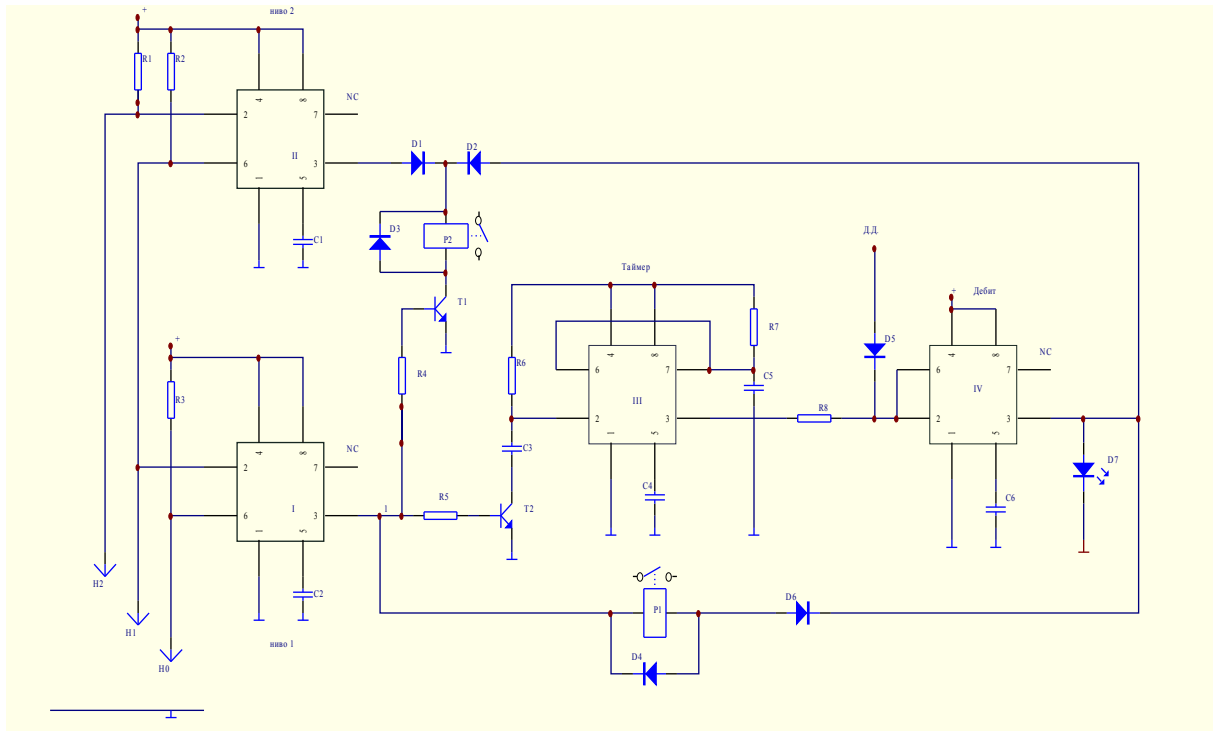 +
ниво 2
R1
R2
4
8
NC
2
7
II
6
3
1
5
C1
D1
D2
D3
P2
T1
Д.Д.
Таймер
+
Дебит
R7
D5
NC
4
8
6
7
III
2
3
1
5
R6
C5
C3
C4
R8
4
8
6
7
IV
2
3
1
5
C6
D7
+
R3
R4
4
8
NC
2
7
I
6
3
1
5
1
R5
T2
C2
H2
H1
H0
ниво 1
P1
D6
D4